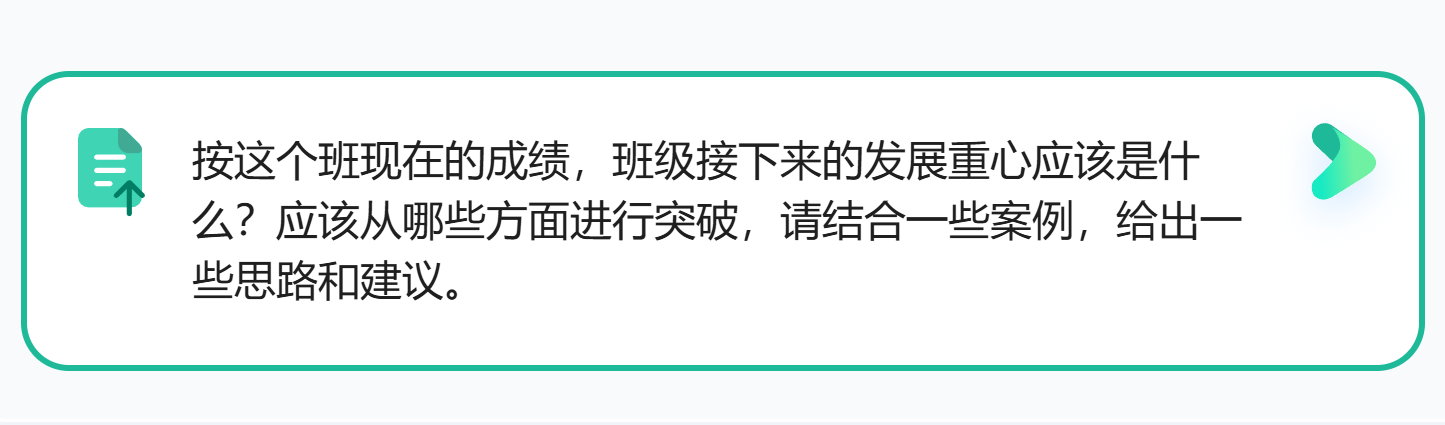 按这个班现在的成绩，班级接下来的发展重心应该是什
么？应该从哪些方面进行突破，请结合一些案例，给出一
些思路和建议。